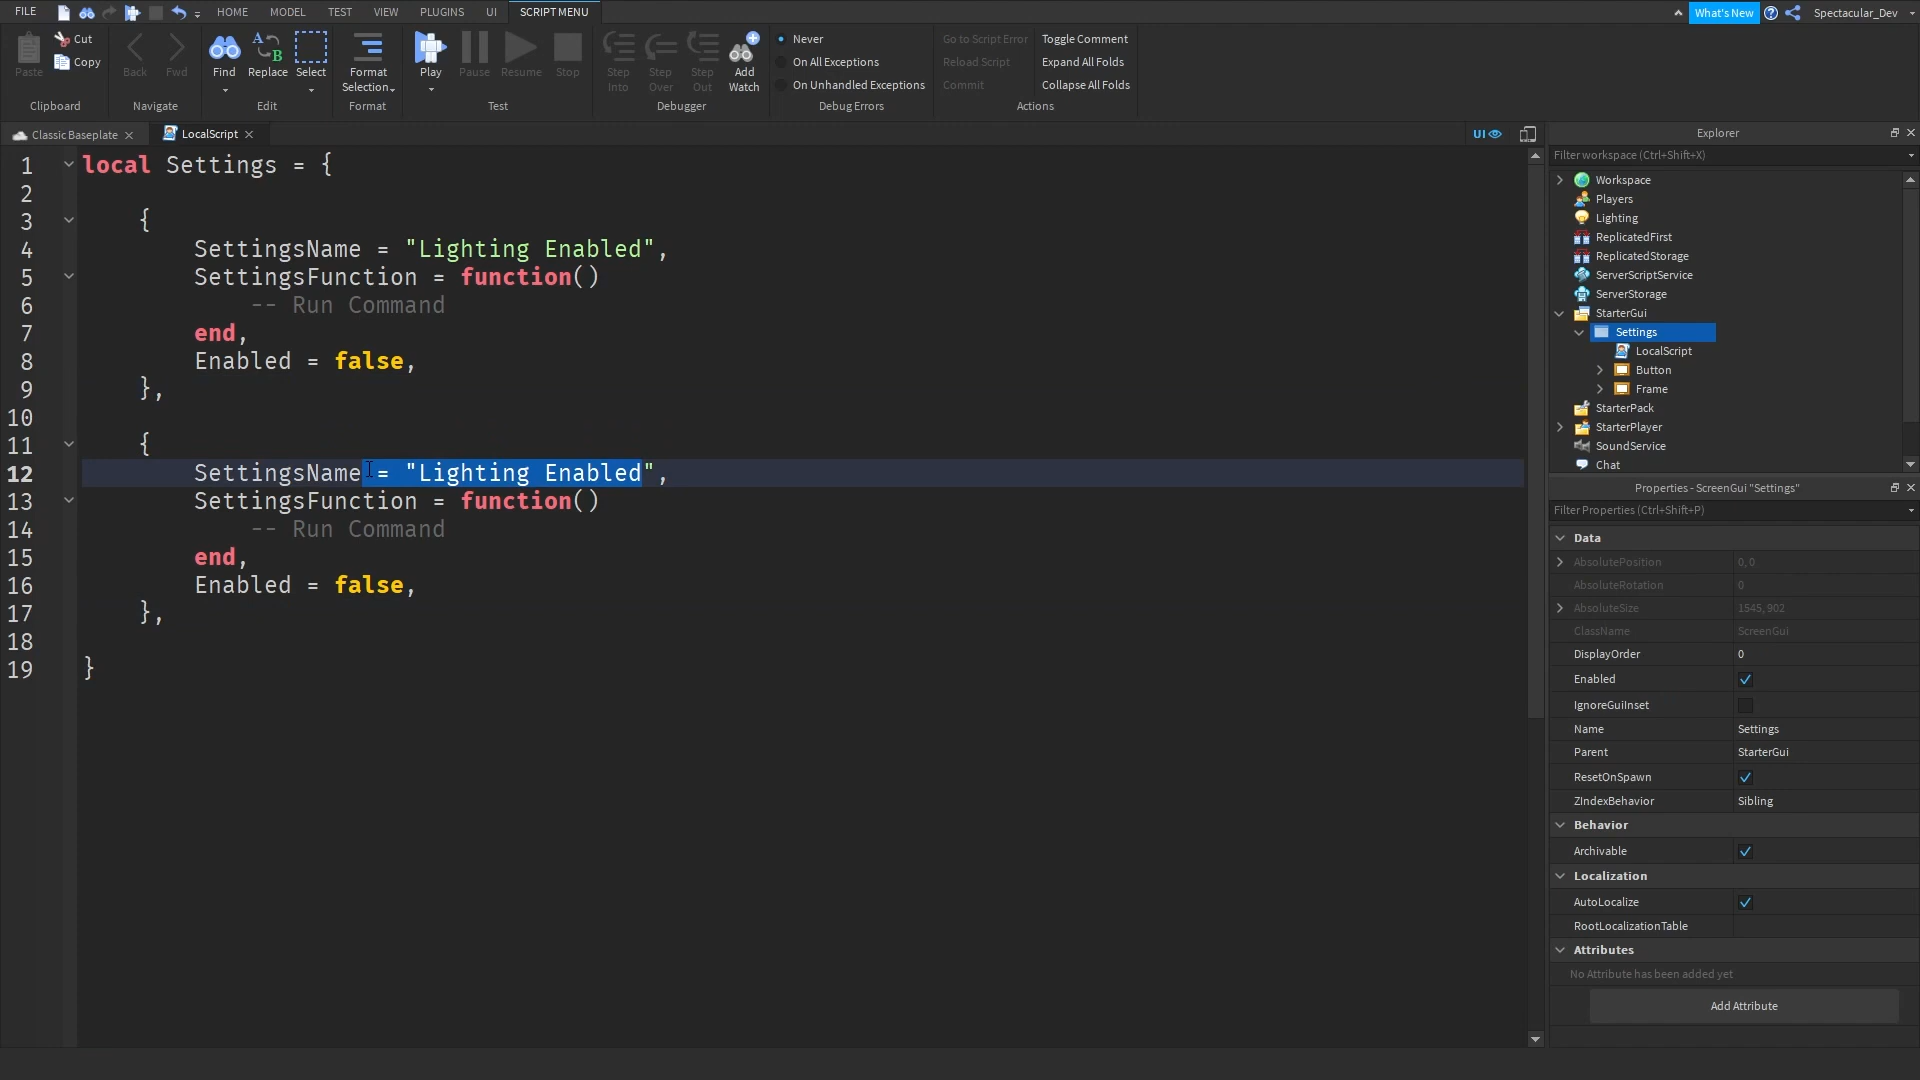 FILE HOME MODEL TEST VIEW PLUGINS UI SCRIPT MENU What's New Spectacular_Dev
Paste Cut Copy Clipboard
Back Fwd Navigate
Find Replace Select Edit
Format Selection Format
Play Pause Resume Stop Test
Step Into Step Over Step Out Add Watch Debugger
Never
On All Exceptions
On Unhandled Exceptions
Debug Errors
Go to Script Error Toggle Comment
Reload Script Expand All Folds
Commit Collapse All Folds
Actions
Classic Baseplate LocalScript UI
1 local Settings = {
2
3 {
4 SettingsName = "Lighting Enabled",
5 SettingsFunction = function()
6 -- Run Command
7 end,
8 Enabled = false,
9 },
10
11 {
12 SettingsName = "Lighting Enabled",
13 SettingsFunction = function()
14 -- Run Command
15 end,
16 Enabled = false,
17 },
18
19 }
Explorer
Filter workspace (Ctrl+Shift+X)
Workspace
Players
Lighting
ReplicatedFirst
ReplicatedStorage
ServerScriptService
ServerStorage
StarterGui
Settings
LocalScript
Button
Frame
StarterPack
StarterPlayer
SoundService
Chat
Properties - ScreenGui "Settings"
Filter Properties (Ctrl+Shift+P)
Data
AbsolutePosition 0, 0
AbsoluteRotation 0
AbsoluteSize 1545, 902
ClassName ScreenGui
DisplayOrder 0
Enabled
IgnoreGuiInset
Name Settings
Parent StarterGui
ResetOnSpawn
ZIndexBehavior Sibling
Behavior
Archivable
Localization
AutoLocalize
RootLocalizationTable
Attributes
No Attribute has been added yet
Add Attribute